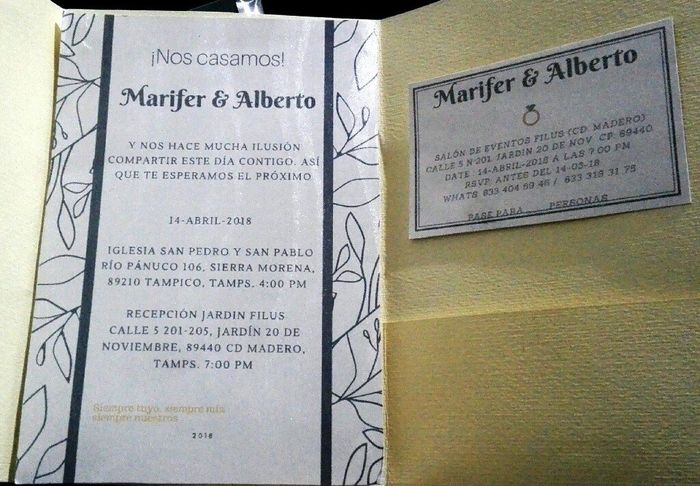 ¡Nos casamos!
Marifer & Alberto
Y NOS HACE MUCHA ILUSIÓN
COMPARTIR ESTE DÍA CONTIGO. ASÍ
QUE TE ESPERAMOS EL PRÓXIMO
14-ABRIL-2018
IGLESIA SAN PEDRO Y SAN PABLO
RÍO PÁNUCO 106, SIERRA MORENA,
89210 TAMPICO, TAMPS. 4:00 PM
RECEPCIÓN JARDIN FILUS
CALLE 5 201-205, JARDÍN 20 DE
NOVIEMBRE, 89440 CD MADERO,
TAMPS. 7:00 PM
Siempre tuyo, siempre mía
siempre nuestros
2018
Marifer & Alberto
SALÓN DE EVENTOS FILUS (CD. MADERO)
CALLE 5 N°201, JARDÍN 20 DE NOV. CP. 89440
DATE: 14-ABRIL-2018 A LAS 7:00 PM
RSVP. ANTES DEL 14-03-18
WHATS. 833 404 59 46 / 833 318 31 75
PASE PARA PERSONAS